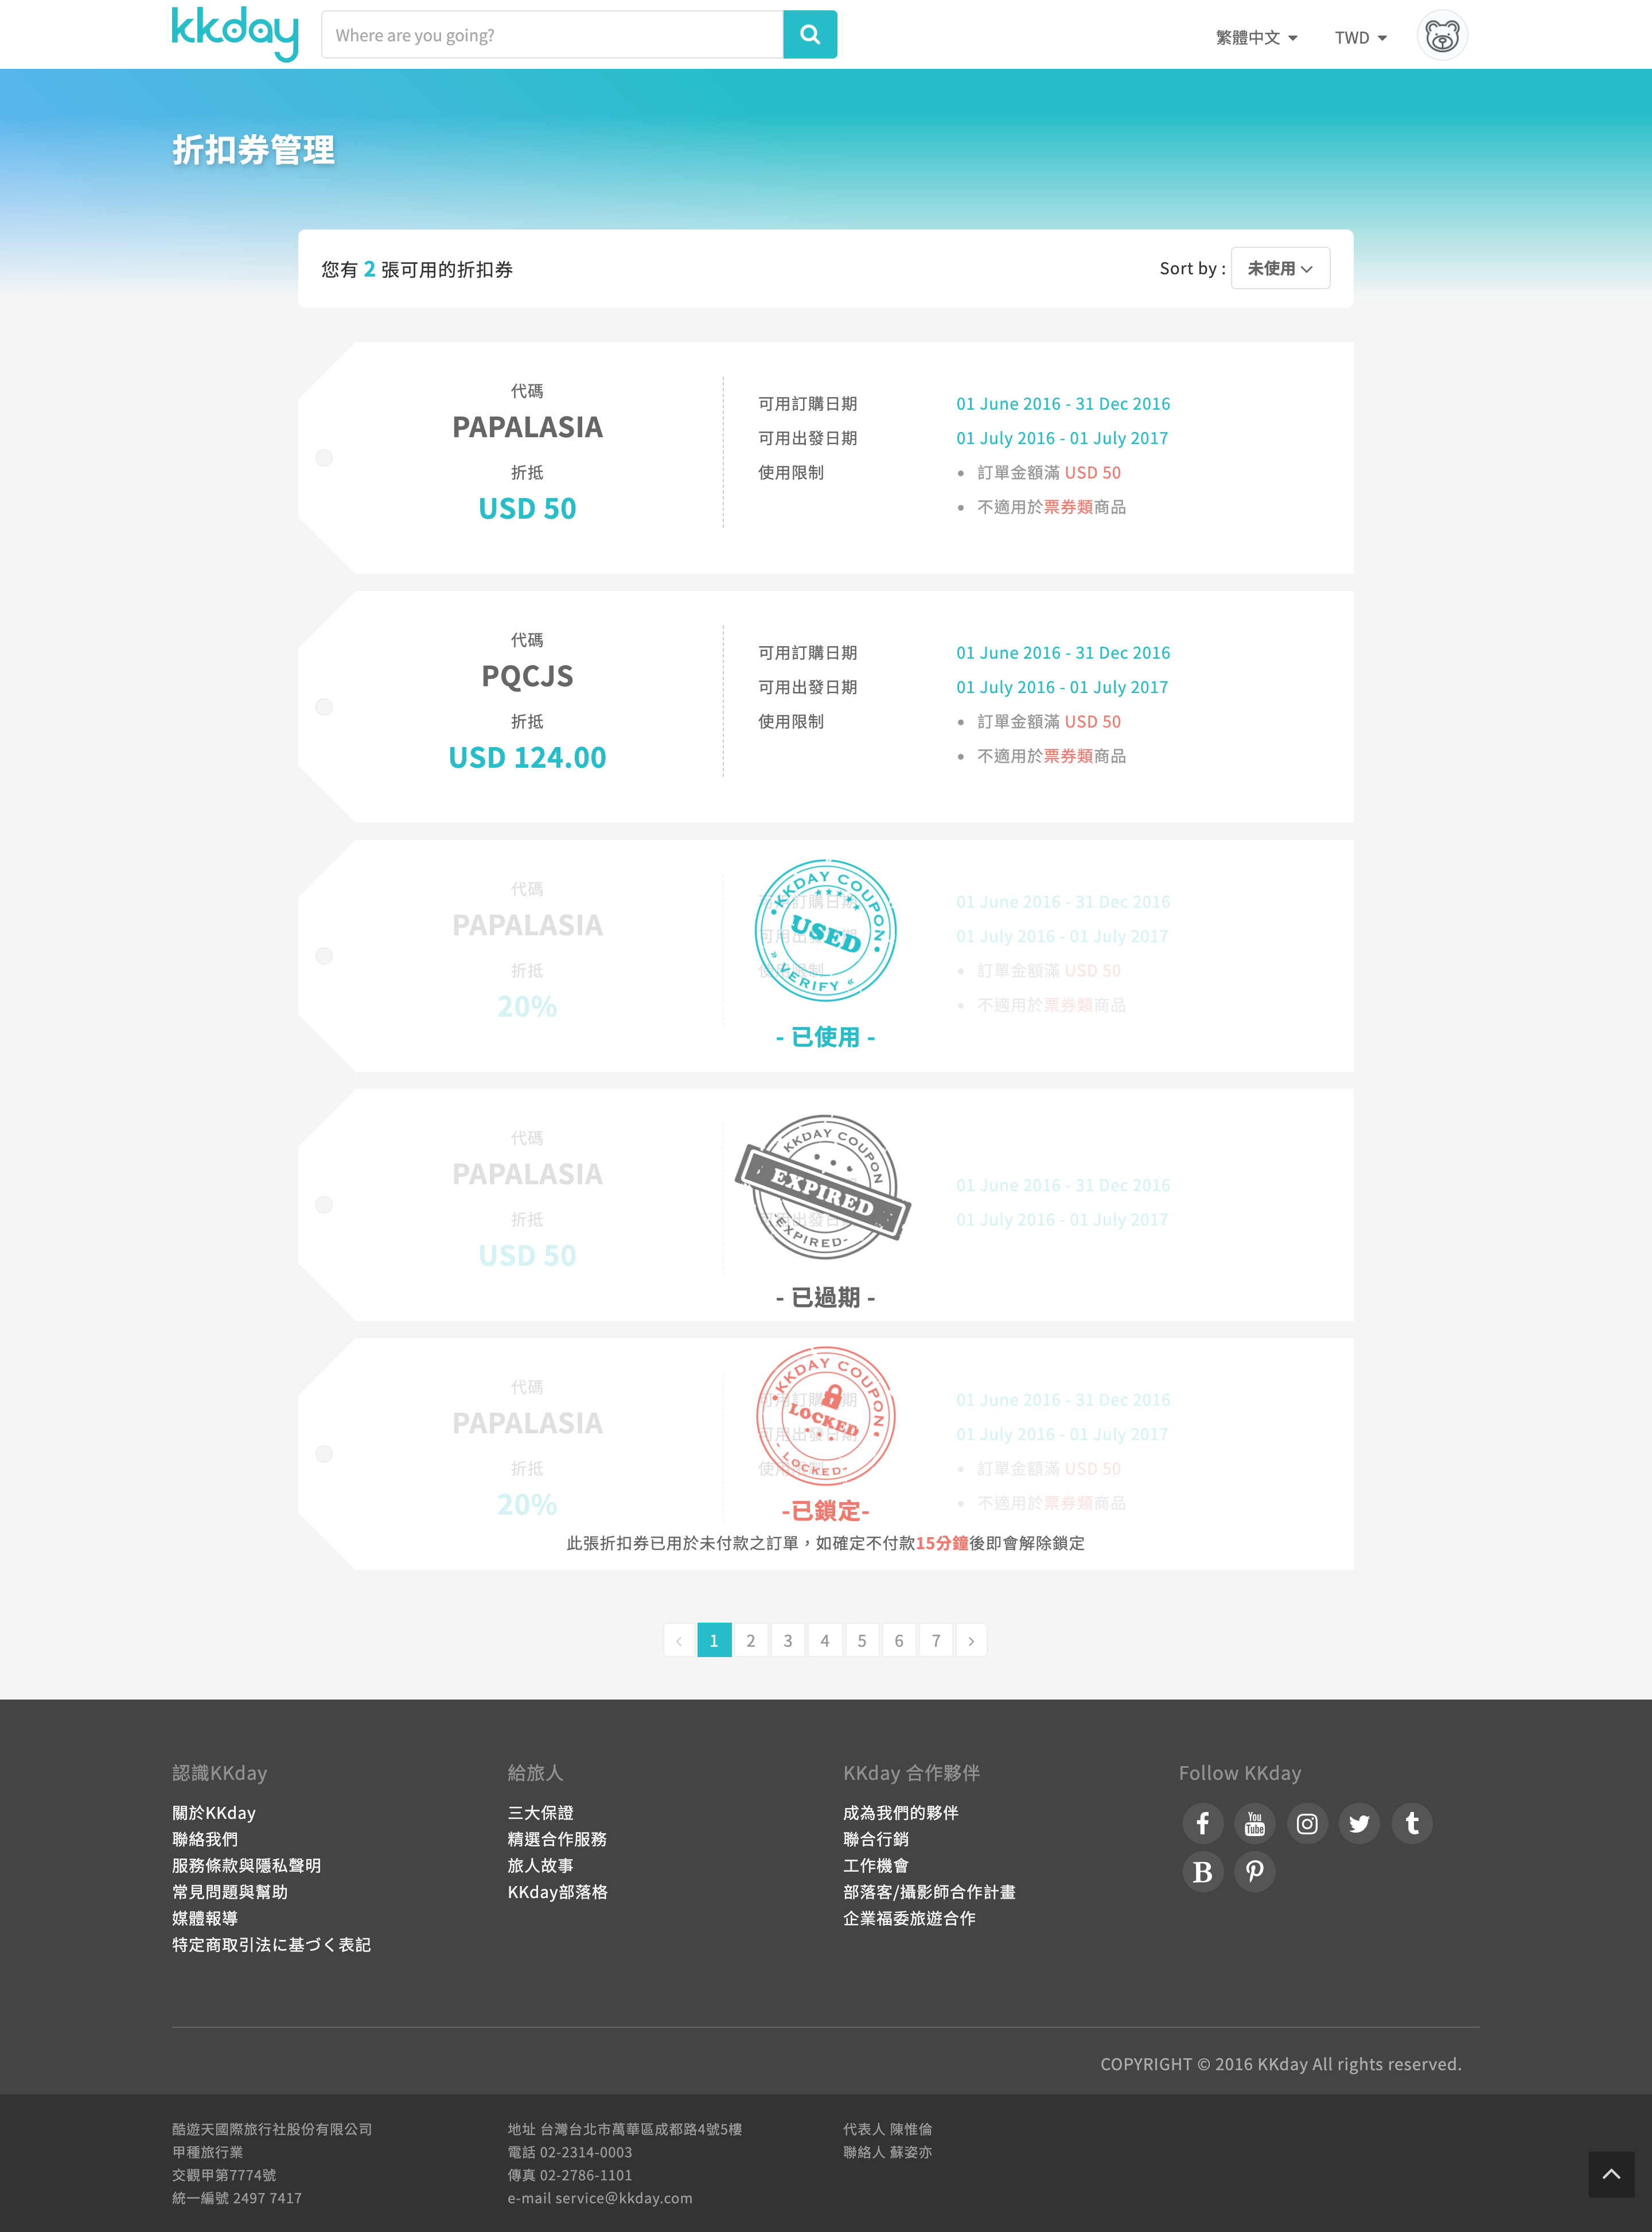 kkday
Where are you going?
繁體中文
TWD
折扣券管理
您有 2 張可用的折扣券
Sort by : 未使用
代碼
PAPALASIA
折抵
USD 50
可用訂購日期 01 June 2016 - 31 Dec 2016
可用出發日期 01 July 2016 - 01 July 2017
使用限制 • 訂單金額滿 USD 50
• 不適用於票券類商品
代碼
PQCJS
折抵
USD 124.00
可用訂購日期 01 June 2016 - 31 Dec 2016
可用出發日期 01 July 2016 - 01 July 2017
使用限制 • 訂單金額滿 USD 50
• 不適用於票券類商品
代碼
PAPALASIA
折抵
20%
可用訂購日期 01 June 2016 - 31 Dec 2016
可用出發日期 01 July 2016 - 01 July 2017
使用限制 • 訂單金額滿 USD 50
• 不適用於票券類商品
KKDAY COUPON
USED
» VERIFY «
- 已使用 -
代碼
PAPALASIA
折抵
USD 50
01 June 2016 - 31 Dec 2016
可用出發日期 01 July 2016 - 01 July 2017
KKDAY COUPON
EXPIRED
EXPIRED-
- 已過期 -
代碼
PAPALASIA
折抵
20%
可用訂購日期 01 June 2016 - 31 Dec 2016
可用出發日期 01 July 2016 - 01 July 2017
使用限制 • 訂單金額滿 USD 50
• 不適用於票券類商品
KKDAY COUPON
LOCKED
- LOCKED-
-已鎖定-
此張折扣券已用於未付款之訂單，如確定不付款15分鐘後即會解除鎖定
‹ 1 2 3 4 5 6 7 ›
認識KKday
關於KKday
聯絡我們
服務條款與隱私聲明
常見問題與幫助
媒體報導
特定商取引法に基づく表記
給旅人
三大保證
精選合作服務
旅人故事
KKday部落格
KKday 合作夥伴
成為我們的夥伴
聯合行銷
工作機會
部落客/攝影師合作計畫
企業福委旅遊合作
Follow KKday
You Tube
COPYRIGHT © 2016 KKday All rights reserved.
酷遊天國際旅行社股份有限公司
甲種旅行業
交觀甲第7774號
統一編號 2497 7417
地址 台灣台北市萬華區成都路4號5樓
電話 02-2314-0003
傳真 02-2786-1101
e-mail service@kkday.com
代表人 陳惟倫
聯絡人 蘇姿亦